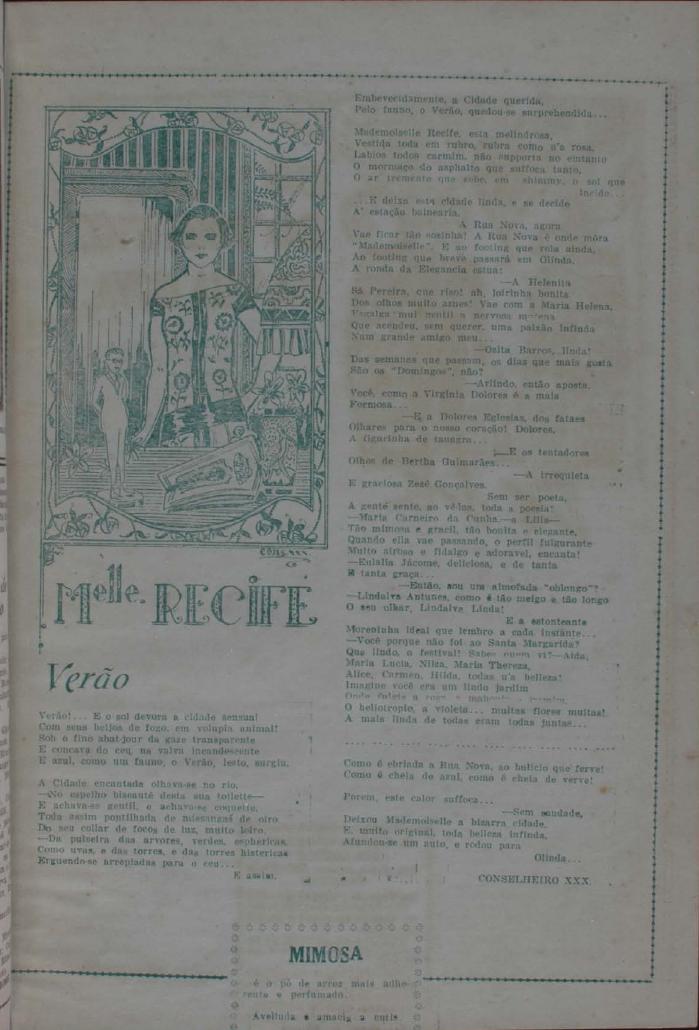 Melle. RECIFE
Verão
Verão!... E o sol devora a cidade sensual
Com seus beijos de fogo, em volupia animal!
Sob o fino abat-jour da gaze transparente
E concava do ceu, na valva incandescente
E azul, como um fauno, o Verão, lesto, surgiu.
A Cidade encantada olhava-se no rio,
—No espelho bisauté desta sua toilette—
E achava-se gentil, e achava-se coquette,
Toda assim pontilhada de missangas de oiro
Do seu collar de focos de luz, muito loiro.
—Da pulseira das arvores, verdes, esphericas,
Como uvas, e das torres, e das torres histericas
Erguendo-se arrepiadas para o ceu...
E assim,
Embevecidamente, a Cidade querida,
Pelo fauno, o Verão, quedou-se surprehendida...
Mademoiselle Recife, esta melindrosa,
Vestida toda em rubro, rubra como u'a rosa,
Labios todos carmim, não supporta no emtanto
O mormaço do asphalto que suffoca tanto,
O ar tremente que sobe, em shimmy, o sol que
incide...
...E deixa esta cidade linda, e se decide
A' estação balnearia.
A Rua Nova, agora
Vae ficar tão sosinha! A Rua Nova é onde móra
"Mademoiselle". E ao footing que rola ainda,
Ao footing que breve passará em Olinda,
A ronda da Elegancia estua!
—A Helenita
Sá Pereira, que riso! ah, loirinha bonita
Dos olhos muito azues! Vae com a Maria Helena,
mui gentil a nervosa morena
Que acendeu, sem querer, uma paixão infinda
Num grande amigo meu...
—Ozita Barros, linda!
Das semanas que passam, os dias que mais gosta
São os "Domingos", não?
—Arlindo, então aposta.
Você, como a Virginia Dolores é a mais
Formosa...
—E a Dolores Eglesias, dos fataes
Olhares para o nosso coração! Dolores,
A figurinha de tanagra...
—E os tentadores
Olhos de Bertha Guimarães...
—A irrequieta
E graciosa Zezé Gonçalves.
Sem ser poeta,
A gente sente, ao vê-las, toda a poesia!
—Maria Carneiro da Cunha,—a Lilia—
Tão mimosa e gracil, tão bonita e elegante,
Quando ella vae passando, o perfil fulgurante
Muito airoso e fidalgo e adoravel, encanta!
—Eulalia Jácome, deliciosa, e de tanta
E tanta graça...
—Então, sou um almofada "oblongo"?
—Lindalva Antunes, como é tão meigo e tão longo
O seu olhar, Lindalva Linda!
E a estonteante
Moreninha ideal que lembro a cada instante...
—Você porque não foi ao Santa Margarida?
Que lindo, o festival! Sabe quem vi?—Aida,
Maria Lucia, Nilza, Maria Thereza,
Alice, Carmen, Hilda, todas u'a belleza!
Imagine você era um lindo jardim
Onde fulgia a rosa e
O heliotropio, a violeta... muitas flores muitas!
A mais linda de todas eram todas juntas...
Como é ebriada a Rua Nova, ao bulicio que ferve!
Como é cheia de azul, como é cheia de verve!
Porem, este calor suffoca...
—Sem saudade,
Deixou Mademoiselle a bizarra cidade,
E, muito original, toda belleza infinda,
Afundou-se um auto, e rodou para
Olinda...
CONSELHEIRO XXX.
MIMOSA
é o pó de arroz mais adhe-
rente e perfumado.
Avelluda e amacia a cutis.